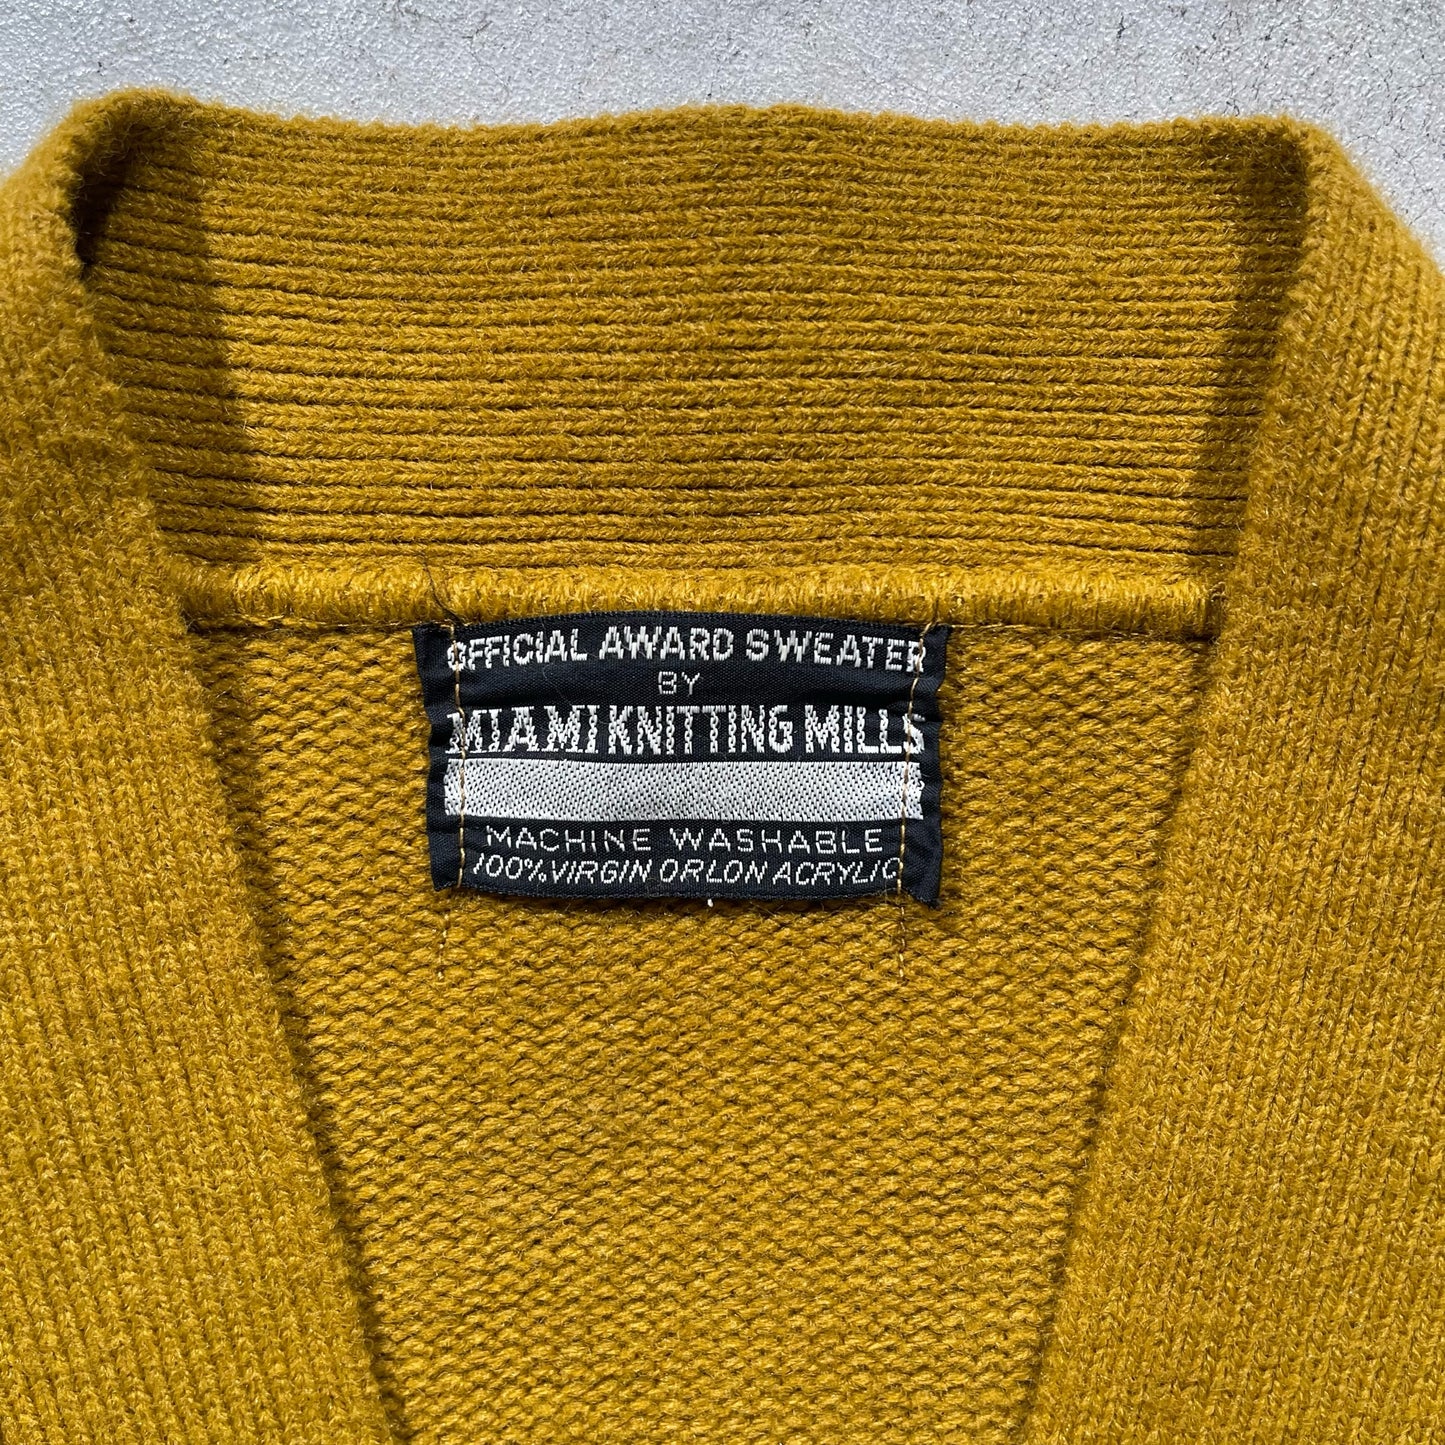 OFFICIAL AWARD SWEATER
BY
MIAMI KNITTING MILLS
MACHINE WASHABLE
100% VIRGIN ORLON ACRYLIC